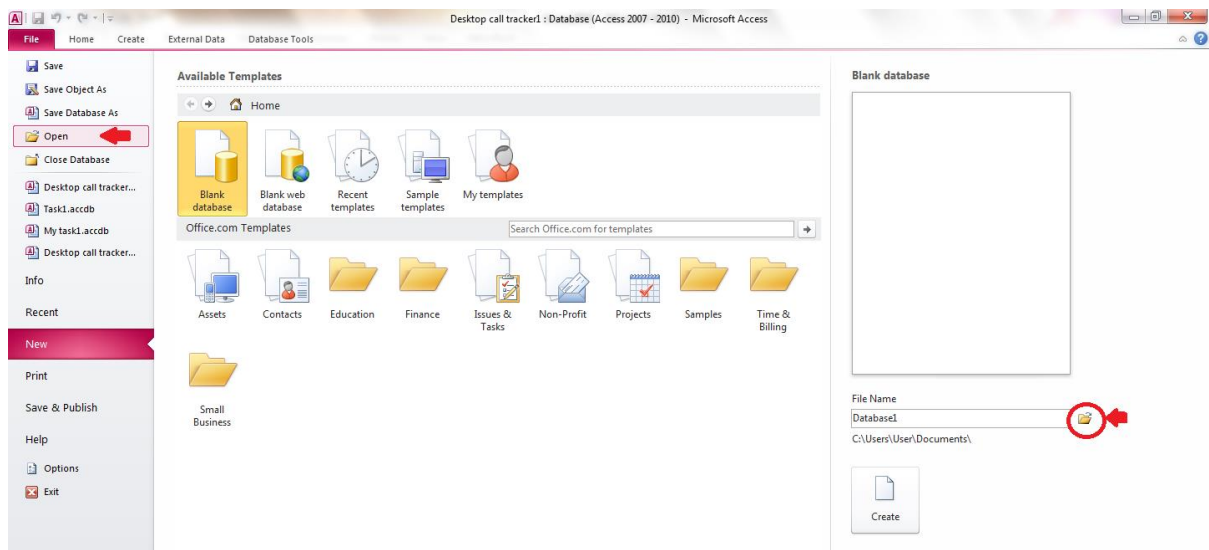 Desktop call tracker1 : Database (Access 2007 - 2010) - Microsoft Access
File Home Create External Data Database Tools
Save
Save Object As
Save Database As
Open
Close Database
Desktop call tracker...
Task1.accdb
My task1.accdb
Desktop call tracker...
Info
Recent
New
Print
Save & Publish
Help
Options
Exit
Available Templates
Home
Blank
database
Blank web
database
Recent
templates
Sample
templates
My templates
Office.com Templates
Search Office.com for templates
Assets
Contacts
Education
Finance
Issues &
Tasks
Non-Profit
Projects
Samples
Time &
Billing
Small
Business
Blank database
File Name
Database1
C:\Users\User\Documents\
Create